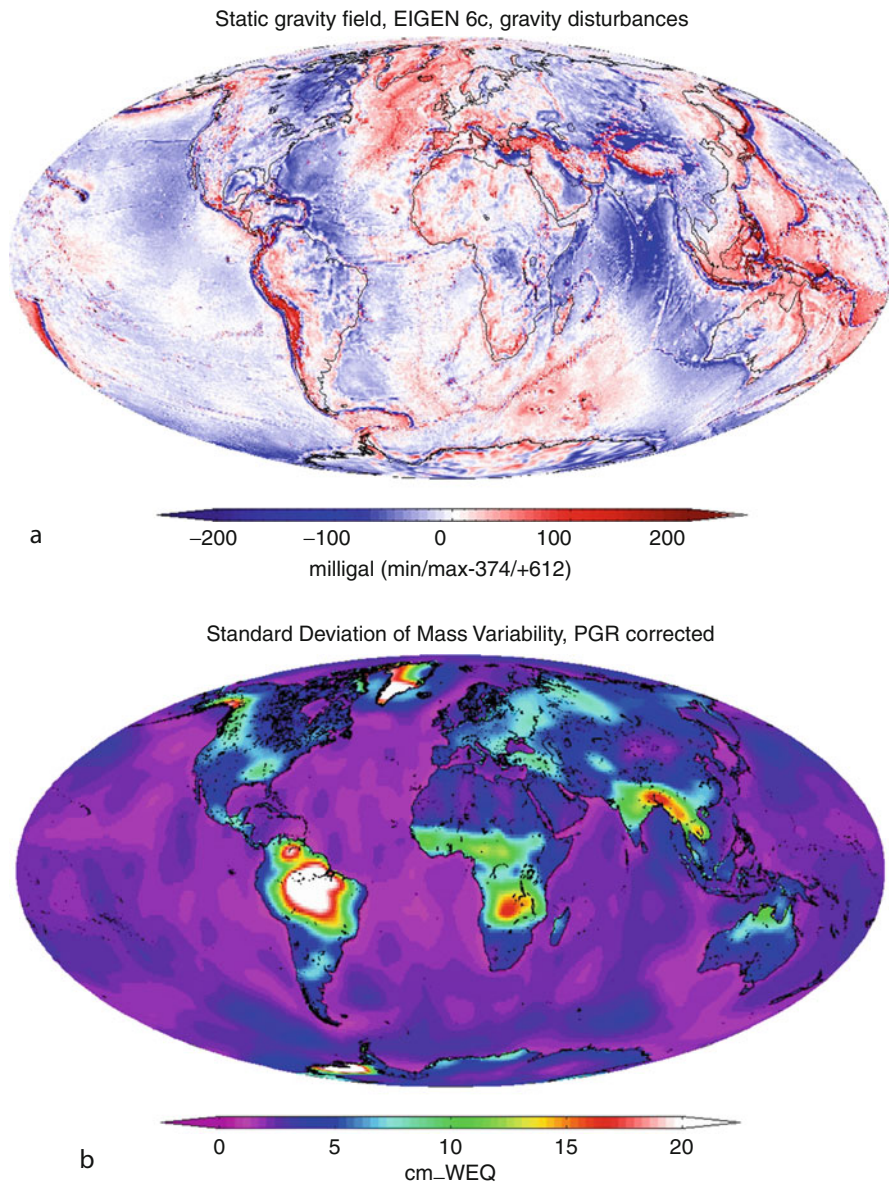 Static gravity field, EIGEN 6c, gravity disturbances
−200 −100 0 100 200
a
milligal (min/max-374/+612)
Standard Deviation of Mass Variability, PGR corrected
0 5 10 15 20
b
cm_WEQ